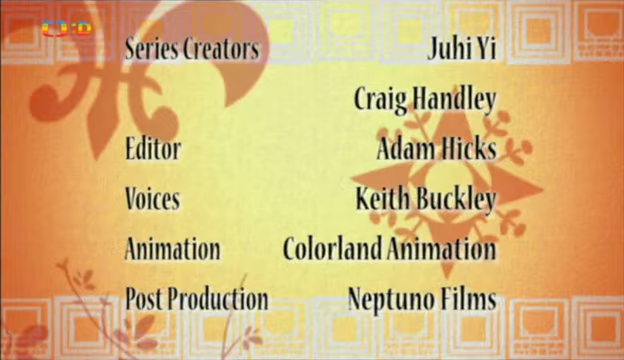 Series Creators Juhi Yi
Craig Handley
Editor Adam Hicks
Voices Keith Buckley
Animation Colorland Animation
Post Production Neptuno Films